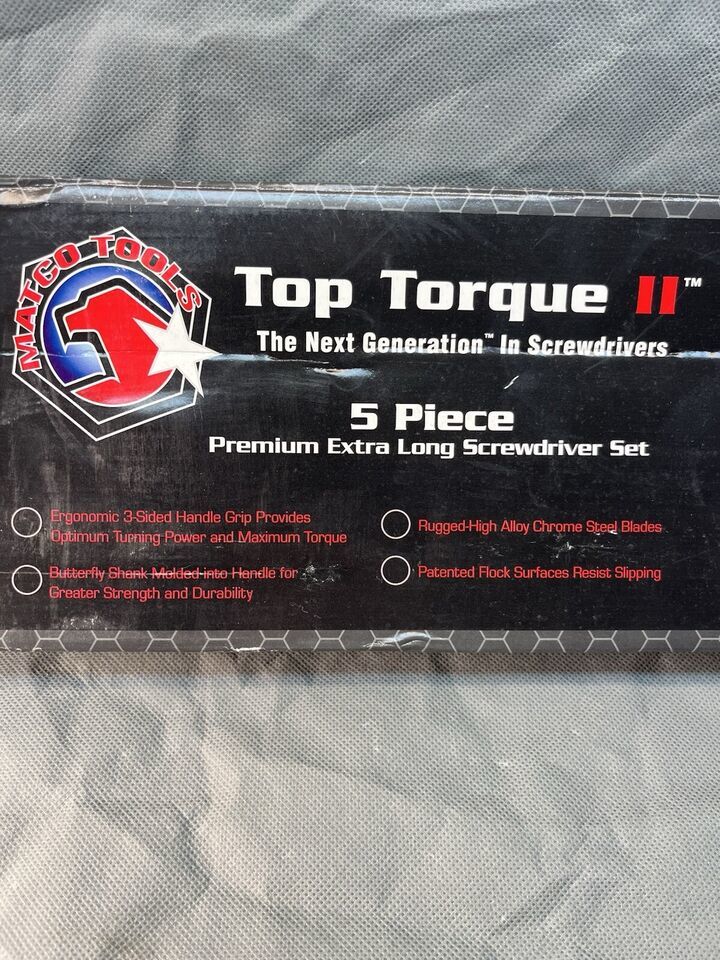 MATCO TOOLS
Top Torque II™
The Next Generation™ In Screwdrivers
5 Piece
Premium Extra Long Screwdriver Set
Ergonomic 3-Sided Handle Grip Provides
Optimum Turning Power and Maximum Torque
Butterfly Shank Molded into Handle for
Greater Strength and Durability
Rugged-High Alloy Chrome Steel Blades
Patented Flock Surfaces Resist Slipping